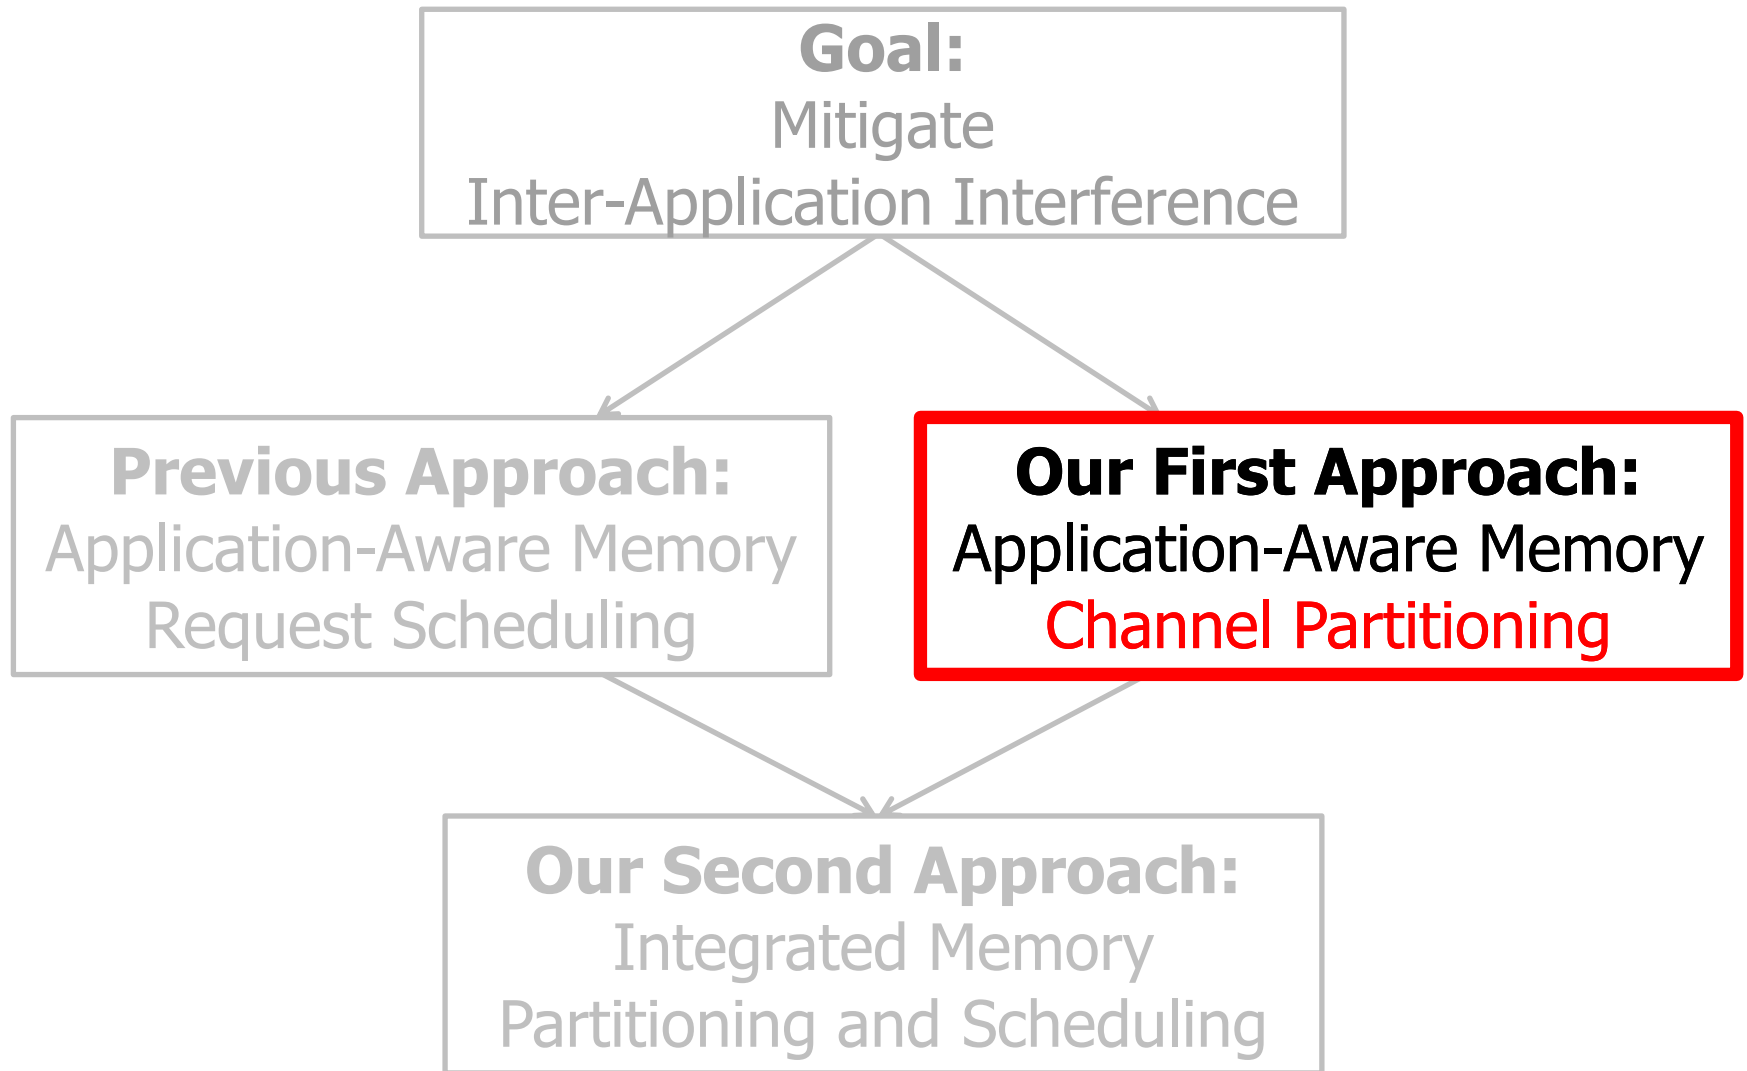 Goal:
Mitigate
Inter-Application Interference
Previous Approach:
Application-Aware Memory
Request Scheduling
Our First Approach:
Application-Aware Memory
Channel Partitioning
Our Second Approach:
Integrated Memory
Partitioning and Scheduling